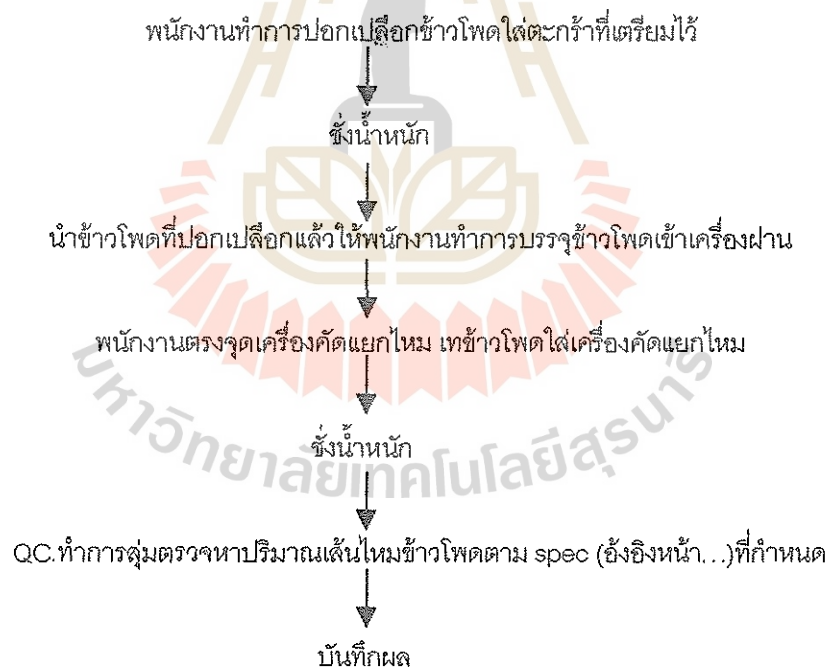 พนักงานทำการปอกเปลือกข้าวโพดใส่ตะกร้าที่เตรียมไว้
ชั่งน้ำหนัก
นำข้าวโพดที่ปอกเปลือกแล้วให้พนักงานทำการบรรจุข้าวโพดเข้าเครื่องฝาน
พนักงานตรงจุดเครื่องคัดแยกไหม เทข้าวโพดใส่เครื่องคัดแยกไหม
ชั่งน้ำหนัก
มหาวิทยาลัยเทคโนโลยีสุรนารี
QC.ทำการสุ่มตรวจหาปริมาณเส้นไหมข้าวโพดตาม spec (อ้งอิงหน้า...)ที่กำหนด
บันทึกผล